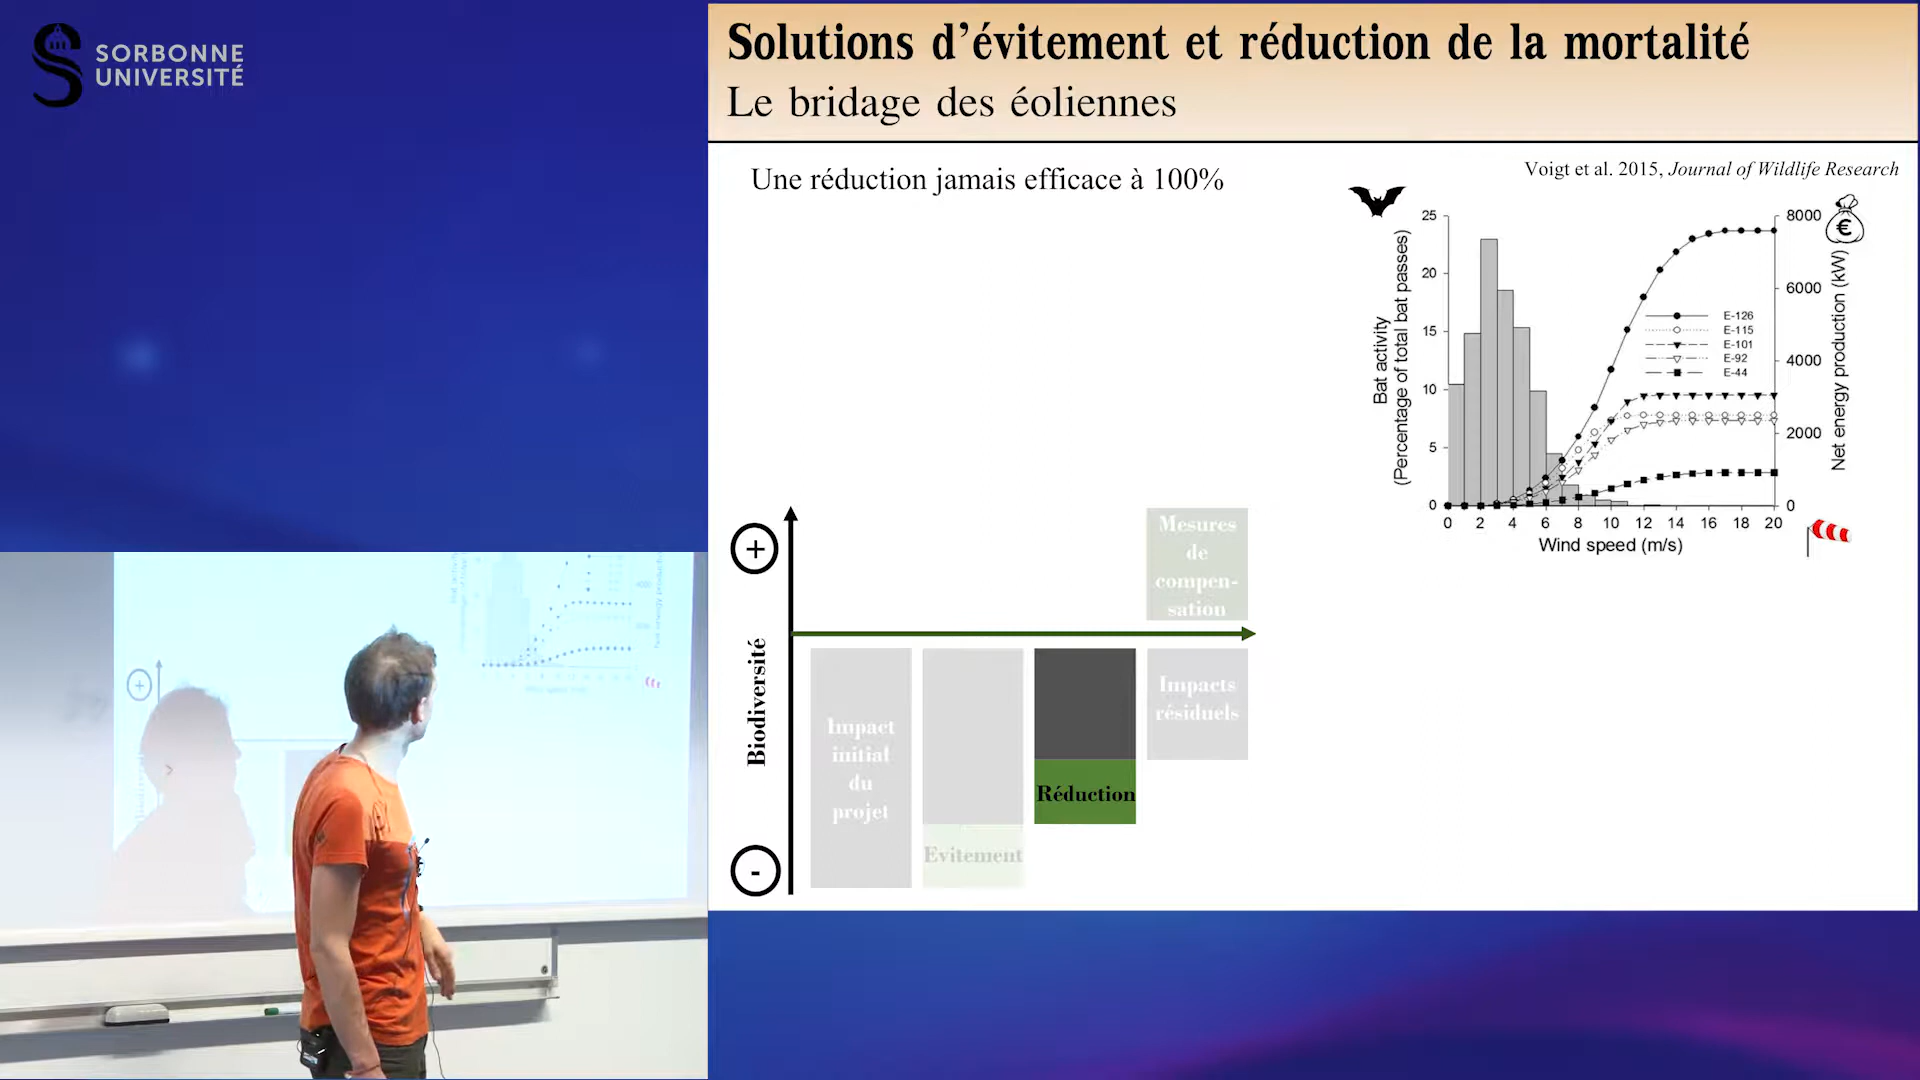 SORBONNE
UNIVERSITÉ
Solutions d'évitement et réduction de la mortalité
Le bridage des éoliennes
Une réduction jamais efficace à 100%
Voigt et al. 2015, Journal of Wildlife Research
Bat activity
(Percentage of total bat passes)
25
20
15
10
5
0
8000
6000
4000
2000
0
€
Net energy production (kW)
E-126
E-115
E-101
E-92
E-44
0 2 4 6 8 10 12 14 16 18 20
Wind speed (m/s)
+
-
Biodiversité
Mesures
de
compen-
sation
Impact
initial
du
projet
Evitement
Réduction
Impacts
résiduels
+